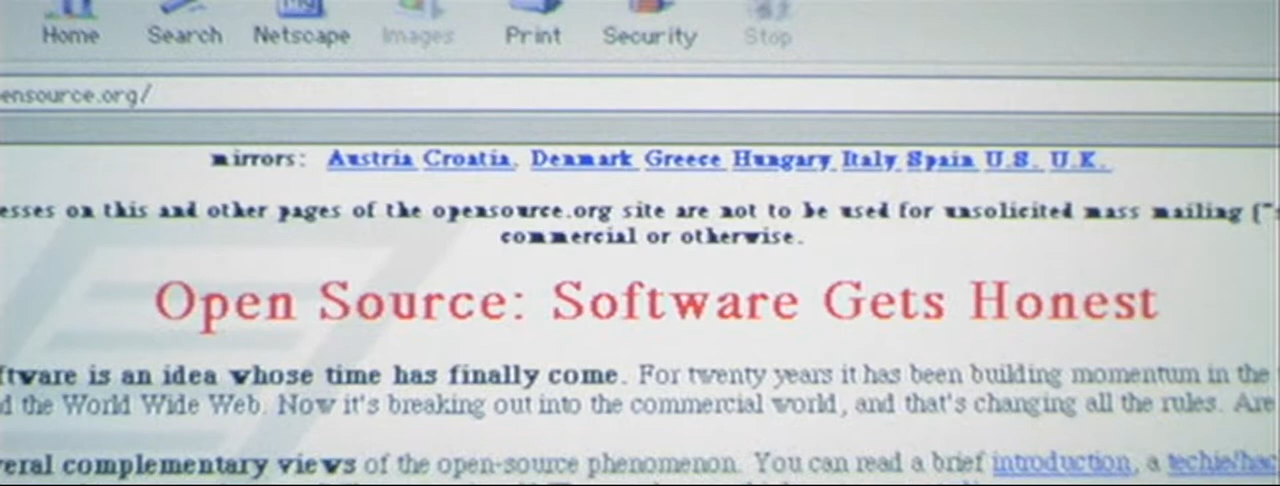 Home Search Netscape Images Print Security Stop
ensource.org/
mirrors: Austria Croatia, Denmark Greece Hungary Italy Spain U.S. U.K.
esses on this and other pages of the opensource.org site are not to be used for unsolicited mass mailing ("s
commercial or otherwise.
Open Source: Software Gets Honest
ftware is an idea whose time has finally come. For twenty years it has been building momentum in the
d the World Wide Web. Now it's breaking out into the commercial world, and that's changing all the rules. Are
veral complementary views of the open-source phenomenon. You can read a brief introduction, a techie/hac